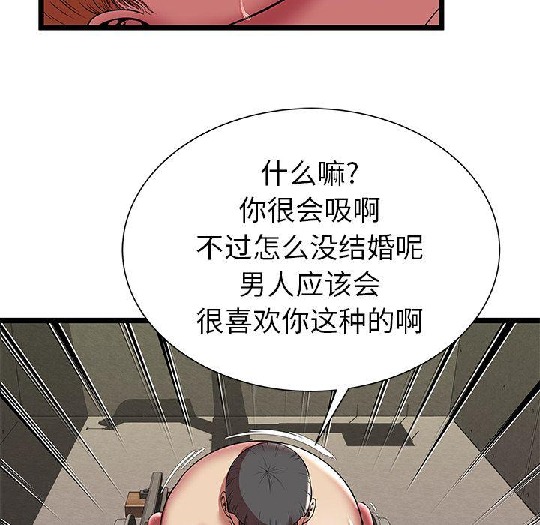 什么嘛?
你很会吸啊
不过怎么没结婚呢
男人应该会
很喜欢你这种的啊